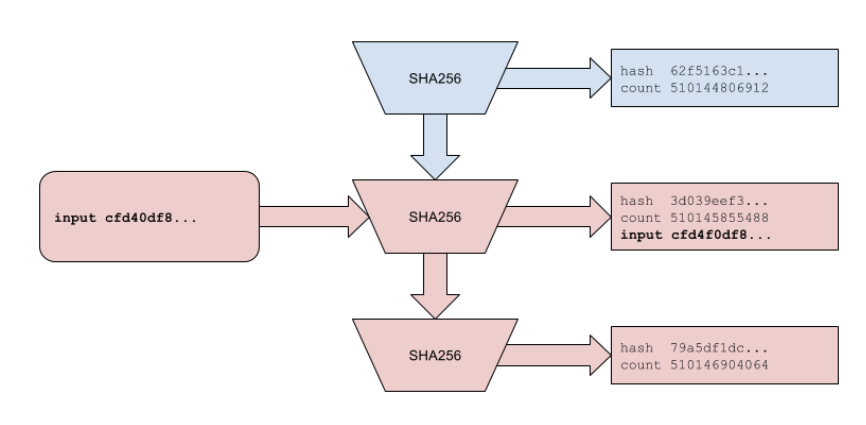 SHA256
hash 62f5163c1...
count 510144806912
input cfd40df8...
SHA256
hash 3d039eef3...
count 510145855488
input cfd4f0df8...
SHA256
hash 79a5df1dc...
count 510146904064